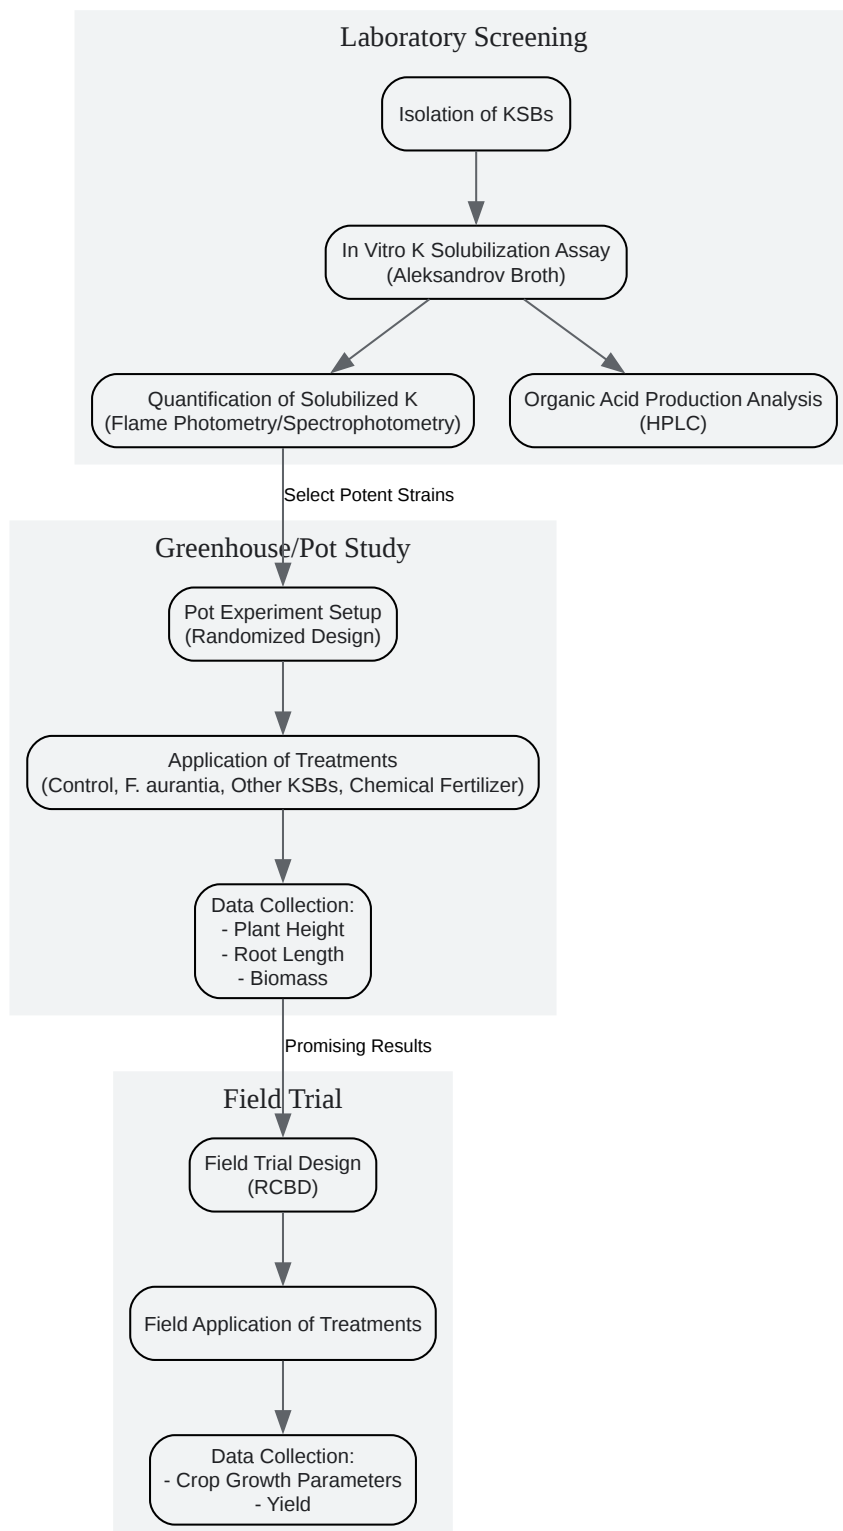 Laboratory Screening
Isolation of KSBs
In Vitro K Solubilization Assay
(Aleksandrov Broth)
Quantification of Solubilized K
(Flame Photometry/Spectrophotometry)
Organic Acid Production Analysis
(HPLC)
Select Potent Strains
Greenhouse/Pot Study
Pot Experiment Setup
(Randomized Design)
Application of Treatments
(Control, F. aurantia, Other KSBs, Chemical Fertilizer)
Data Collection:
- Plant Height
- Root Length
- Biomass
Promising Results
Field Trial
Field Trial Design
(RCBD)
Field Application of Treatments
Data Collection:
- Crop Growth Parameters
- Yield